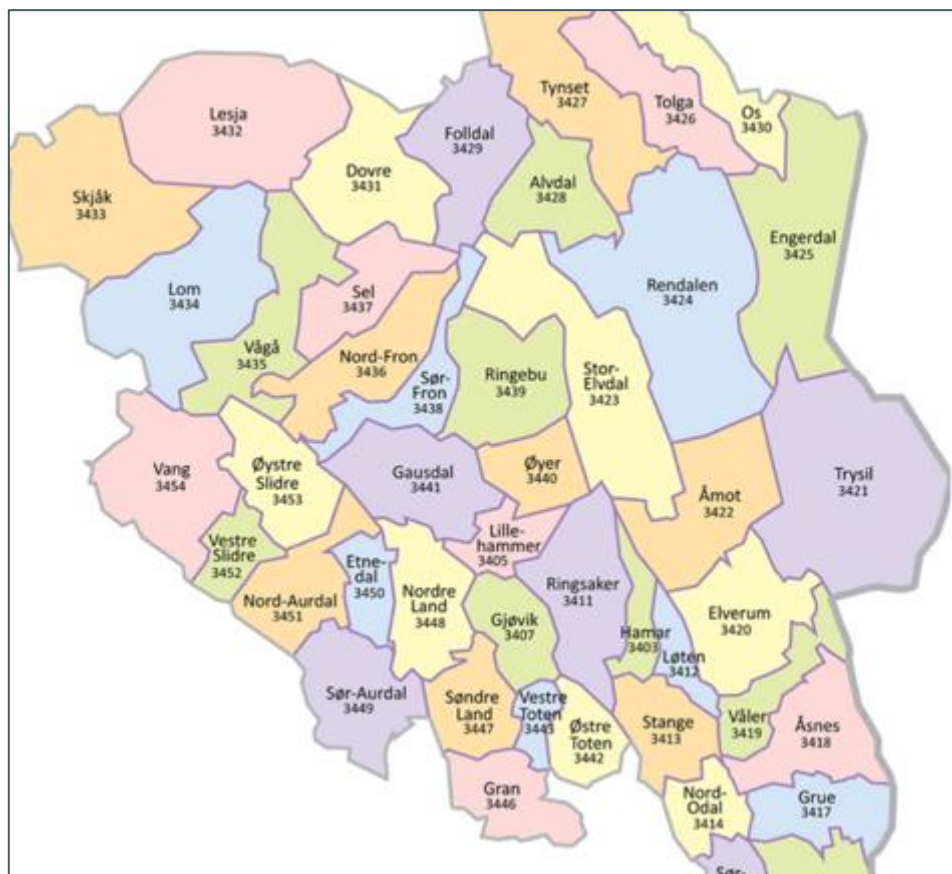 Tynset
3427
Tolga
3426
Os
3430
Lesja
3432
Folldal
3429
Dovre
3431
Alvdal
3428
Skjåk
3433
Engerdal
3425
Lom
3434
Sel
3437
Rendalen
3424
Vågå
3435
Nord-Fron
3436
Sør-
Fron
3438
Ringebu
3439
Stor-
Elvdal
3423
Vang
3454
Øystre
Slidre
3453
Gausdal
3441
Øyer
3440
Åmot
3422
Trysil
3421
Vestre
Slidre
3452
Lille-
hammer
3405
Etne-
dal
3450
Nord-Aurdal
3451
Nordre
Land
3448
Gjøvik
3407
Ringsaker
3411
Hamar
3403
Løten
3412
Elverum
3420
Sør-Aurdal
3449
Søndre
Land
3447
Vestre
Toten
3443
Østre
Toten
3442
Stange
3413
Våler
3419
Åsnes
3418
Gran
3446
Nord-
Odal
3414
Grue
3417
Sør-